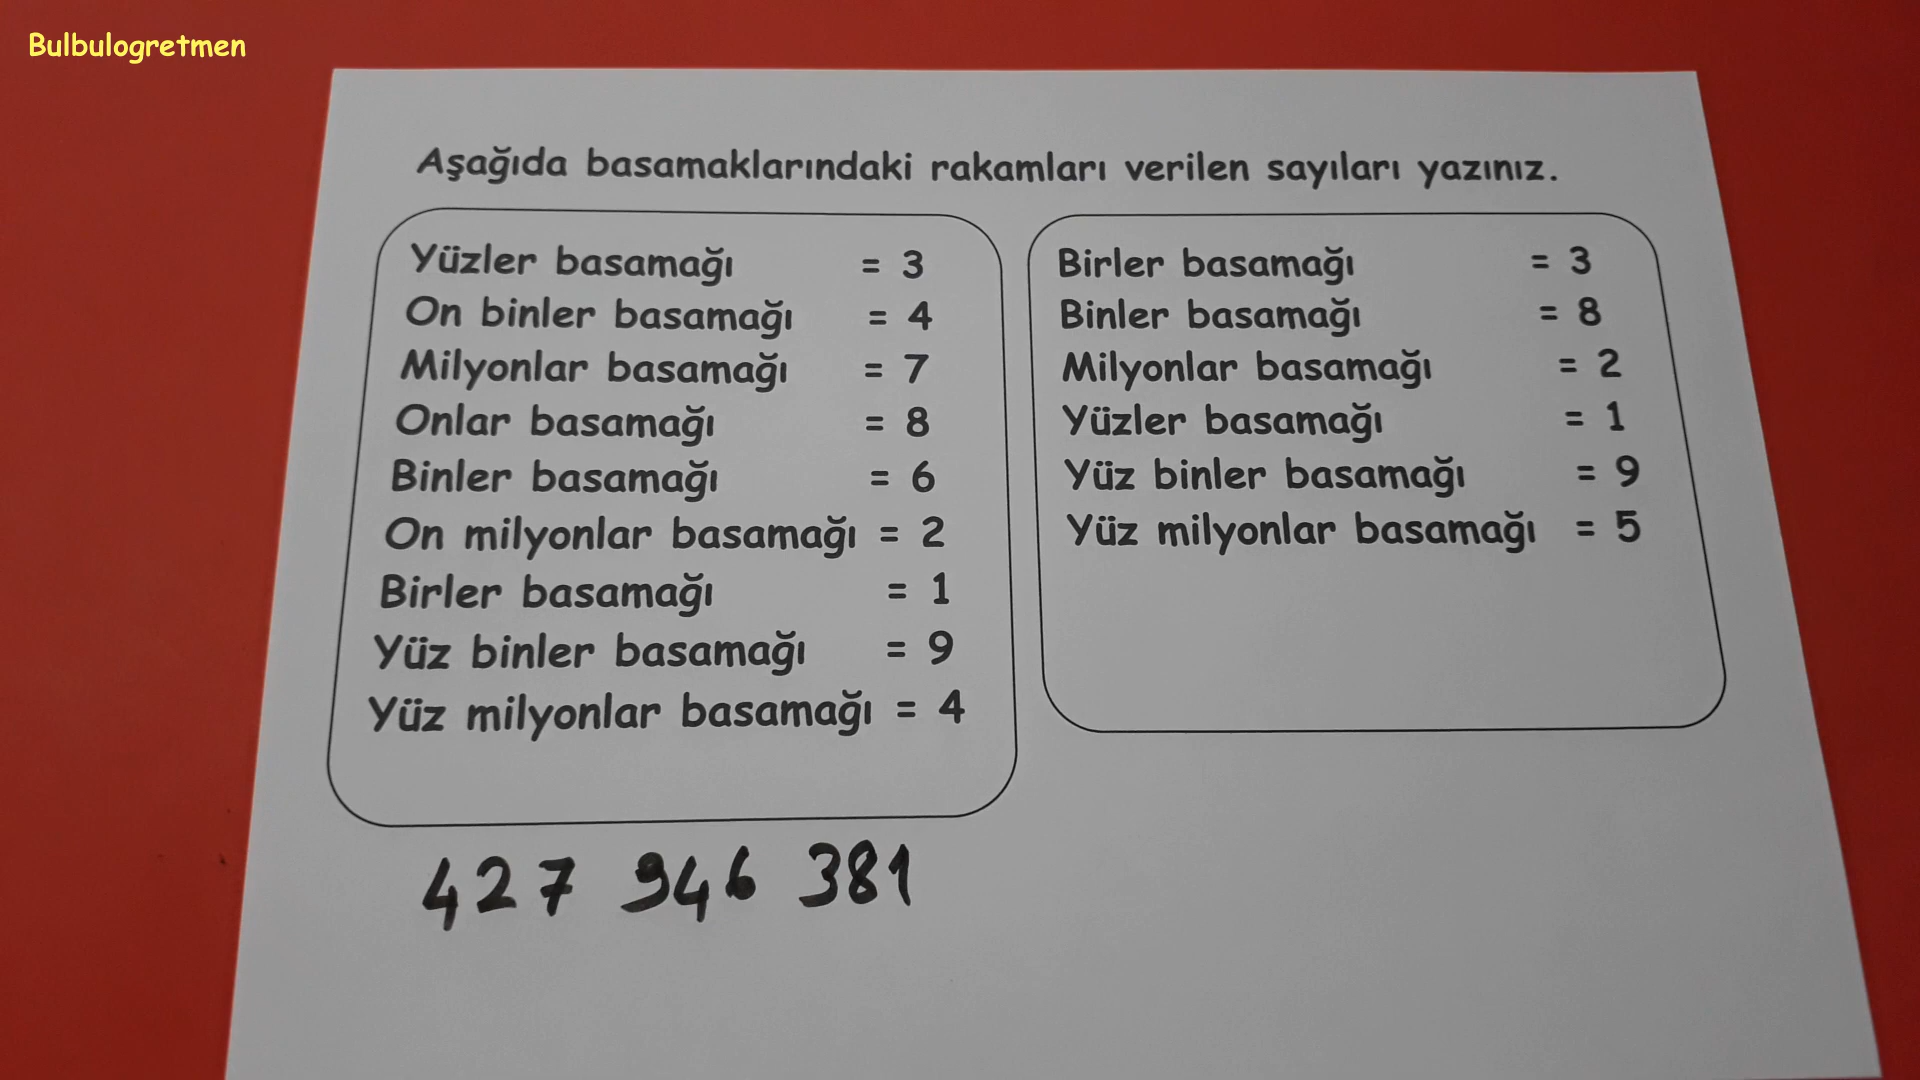 Bulbulogretmen
Aşağıda basamaklarındaki rakamları verilen sayıları yazınız.
Yüzler basamağı = 3
On binler basamağı = 4
Milyonlar basamağı = 7
Onlar basamağı = 8
Binler basamağı = 6
On milyonlar basamağı = 2
Birler basamağı = 1
Yüz binler basamağı = 9
Yüz milyonlar basamağı = 4
427 946 381
Birler basamağı = 3
Binler basamağı = 8
Milyonlar basamağı = 2
Yüzler basamağı = 1
Yüz binler basamağı = 9
Yüz milyonlar basamağı = 5